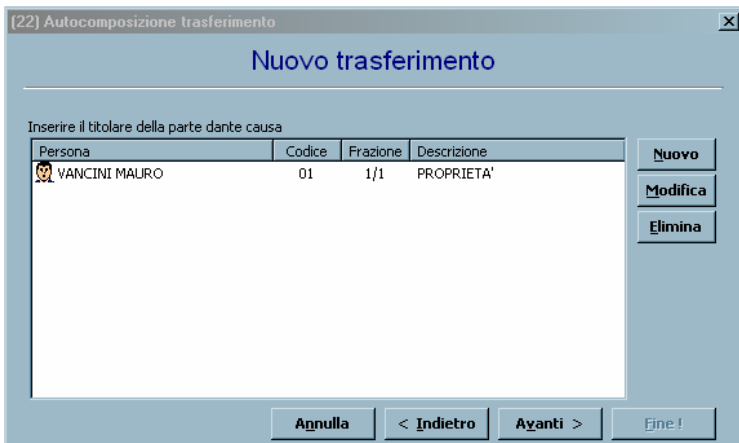 (22) Autocomposizione trasferimento
Nuovo trasferimento
Inserire il titolare della parte dante causa
Persona Codice Frazione Descrizione
VANCINI MAURO 01 1/1 PROPRIETA'
Nuovo
Modifica
Elimina
Annulla < Indietro Avanti > Fine !